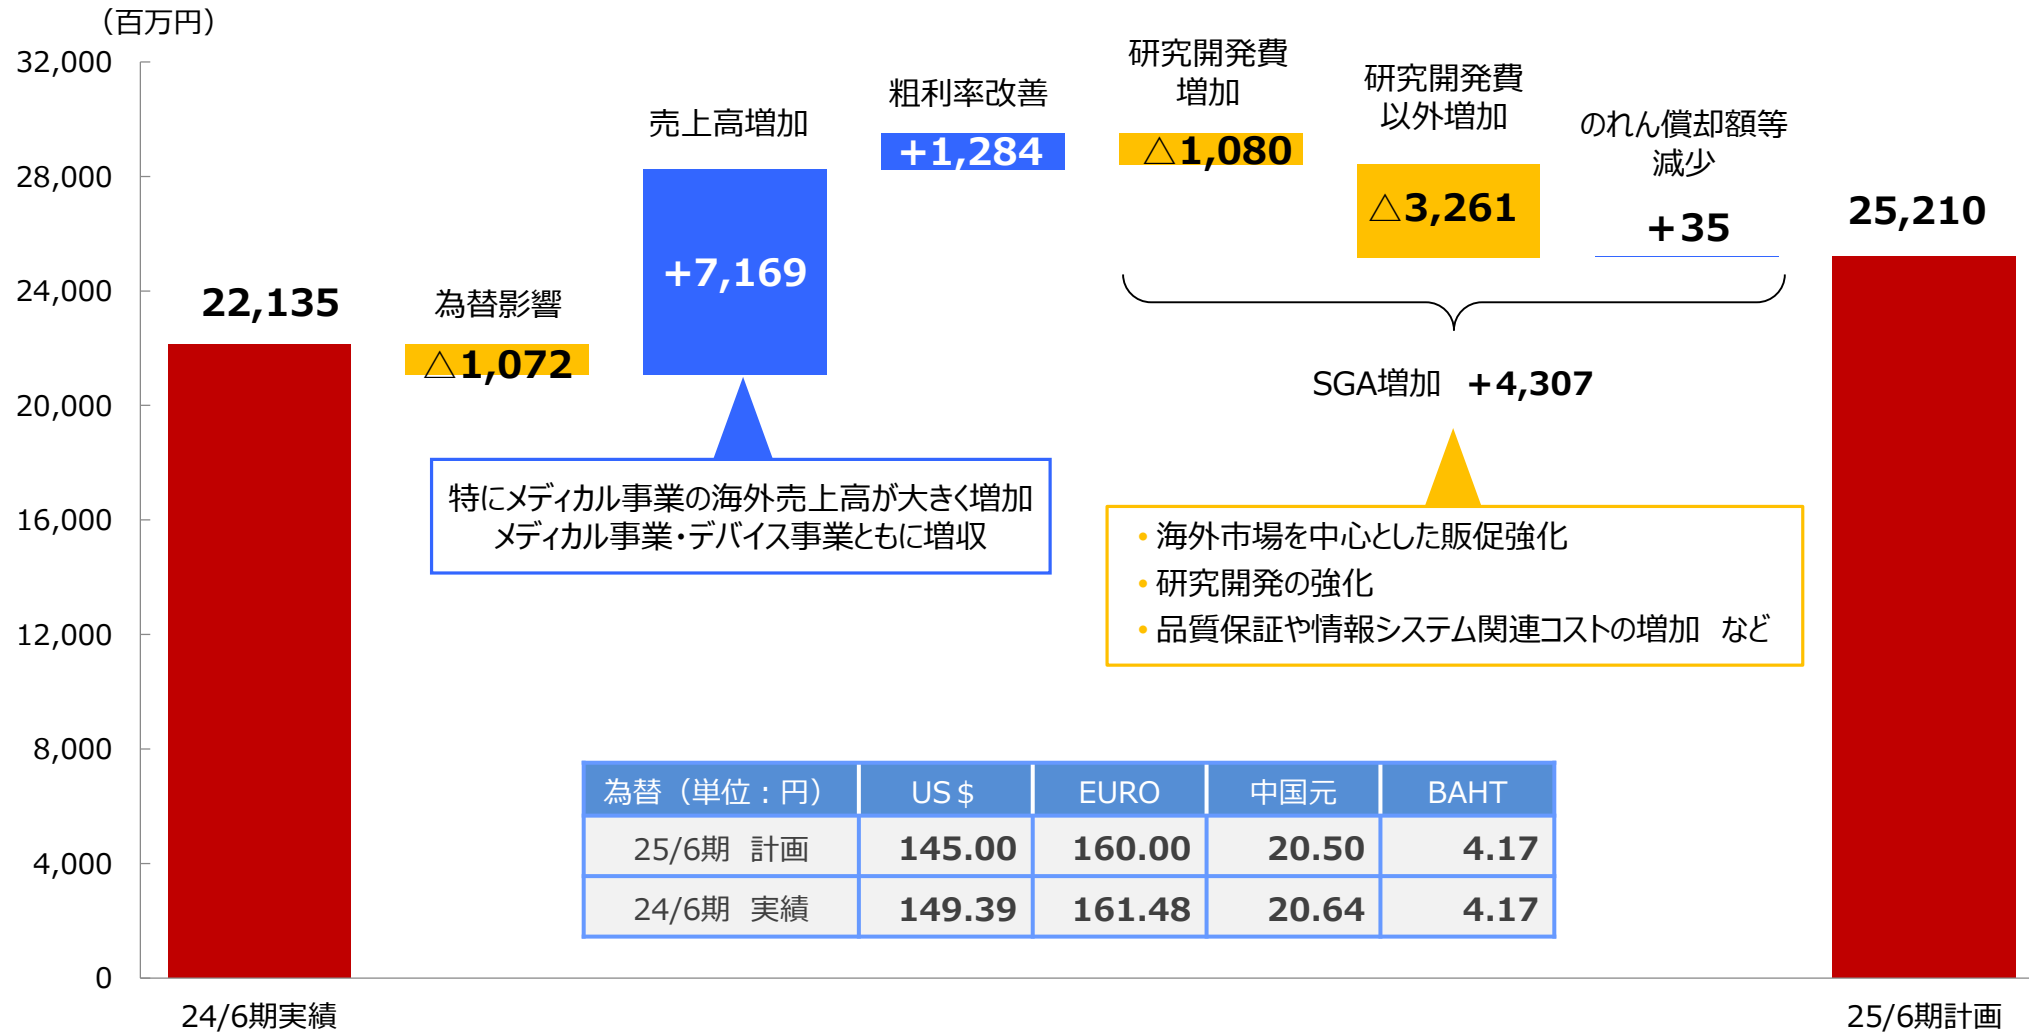 （百万円）
32,000
28,000
24,000
20,000
16,000
12,000
8,000
4,000
0
22,135
24/6期実績
為替影響
△1,072
売上高増加
+7,169
粗利率改善
+1,284
研究開発費
増加
△1,080
研究開発費
以外増加
△3,261
のれん償却額等
減少
+35
25,210
25/6期計画
SGA増加 +4,307
特にメディカル事業の海外売上高が大きく増加
メディカル事業・デバイス事業ともに増収
・海外市場を中心とした販促強化
・研究開発の強化
・品質保証や情報システム関連コストの増加 など
為替（単位：円） US＄ EURO 中国元 BAHT
25/6期 計画 145.00 160.00 20.50 4.17
24/6期 実績 149.39 161.48 20.64 4.17